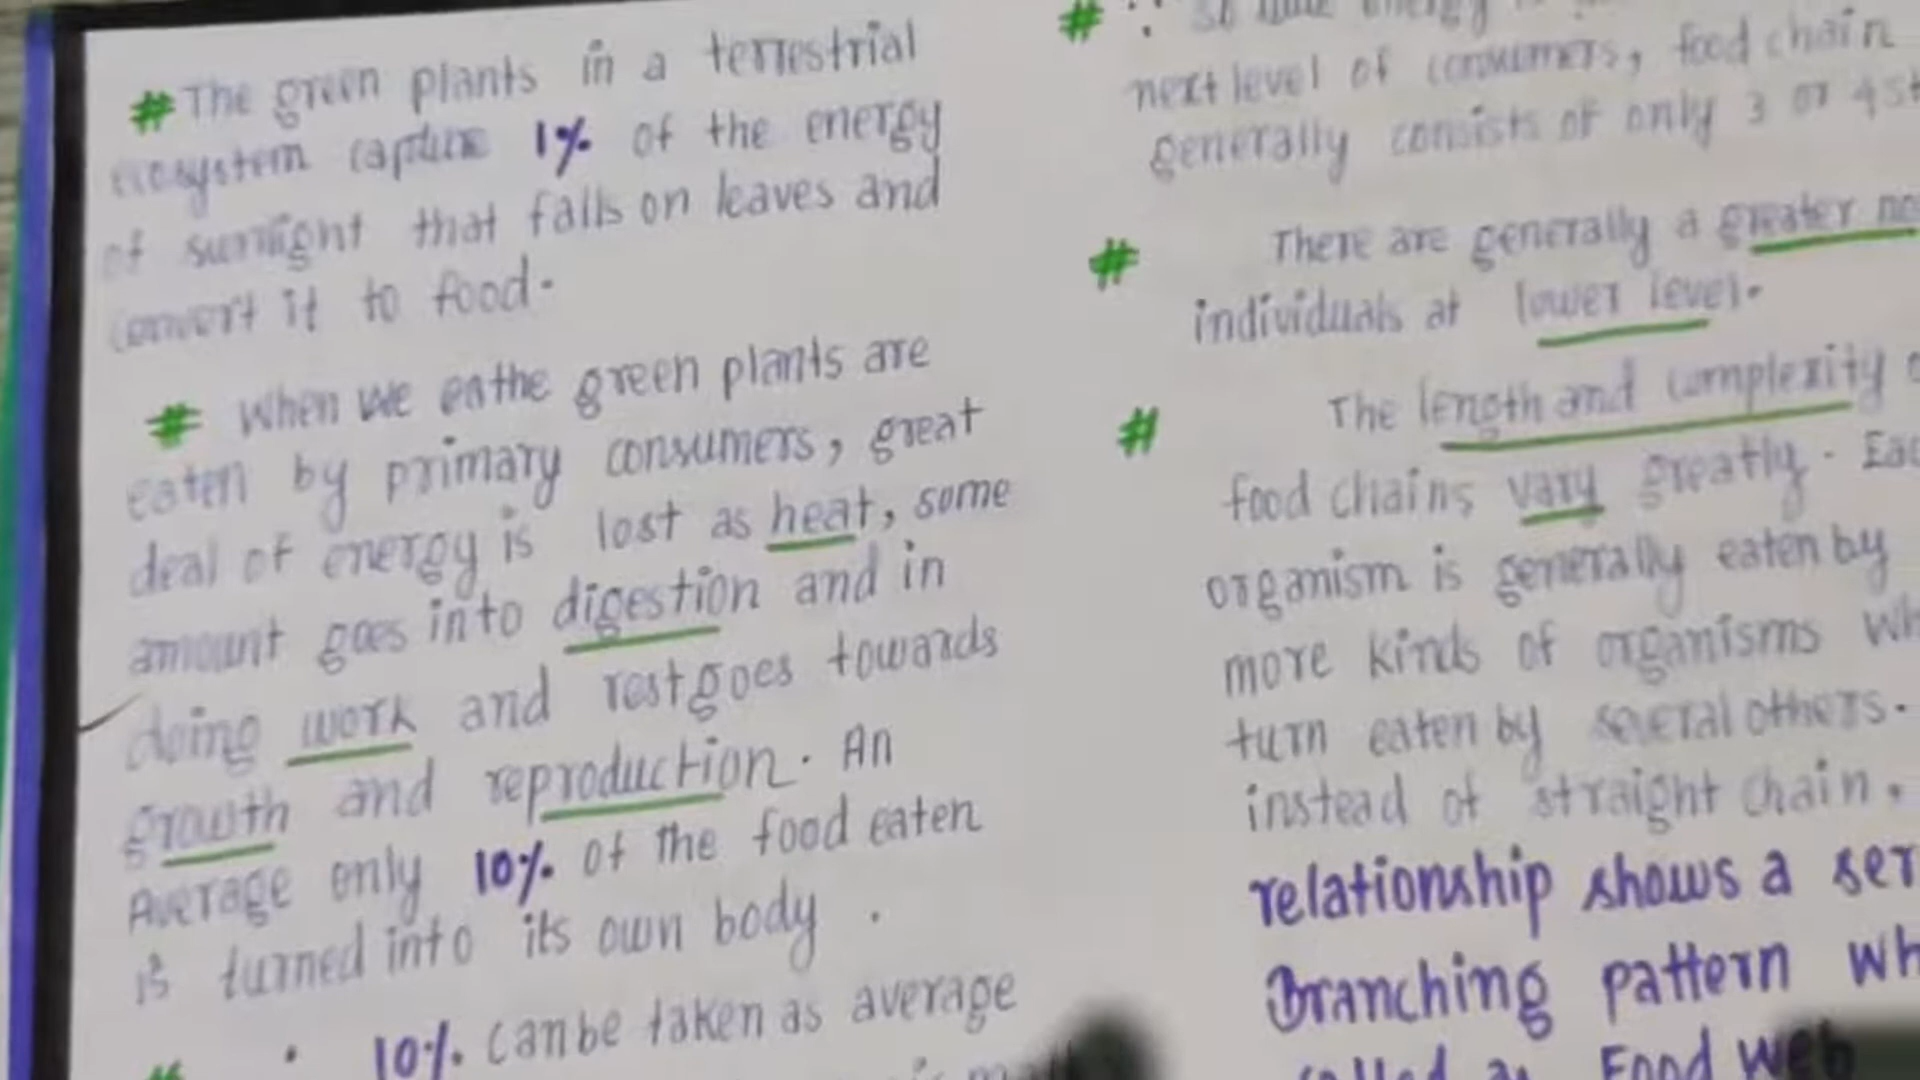 # The green plants in a terrestrial
ecosystem capture 1% of the energy
of sunlight that falls on leaves and
convert it to food.
# When we eathe green plants are
eaten by primary consumers, great
deal of energy is lost as heat, some
amount goes into digestion and in
doing work and rest goes towards
growth and reproduction. An
Average only 10% of the food eaten
is turned into its own body.
10% can be taken as average
# ∴ energy
next level of consumers, food chain
generally consists of only 3 or 4 st
# There are generally a greater no
individuals at lower level.
# The length and complexity o
food chains vary greatly. Eac
organism is generally eaten by
more kinds of organisms wh
turn eaten by several others.
instead of straight chain,
relationship shows a ser
Branching pattern wh
called as Food web